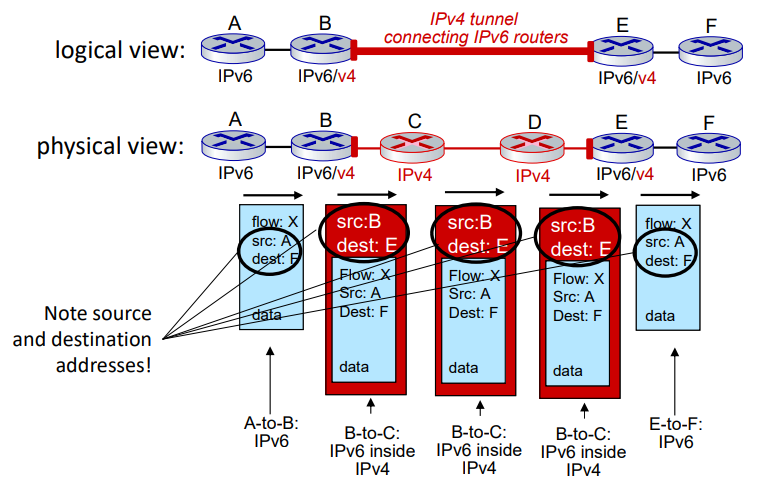 logical view:
A
IPv6
B
IPv6/v4
IPv4 tunnel
connecting IPv6 routers
E
IPv6/v4
F
IPv6
physical view:
A
IPv6
B
IPv6/v4
C
IPv4
D
IPv4
E
IPv6/v4
F
IPv6
flow: X
src: A
dest: F
data
src:B
dest: E
Flow: X
Src: A
Dest: F
data
src:B
dest: E
Flow: X
Src: A
Dest: F
data
src:B
dest: E
Flow: X
Src: A
Dest: F
data
flow: X
src: A
dest: F
data
Note source
and destination
addresses!
A-to-B:
IPv6
B-to-C:
IPv6 inside
IPv4
B-to-C:
IPv6 inside
IPv4
B-to-C:
IPv6 inside
IPv4
E-to-F:
IPv6